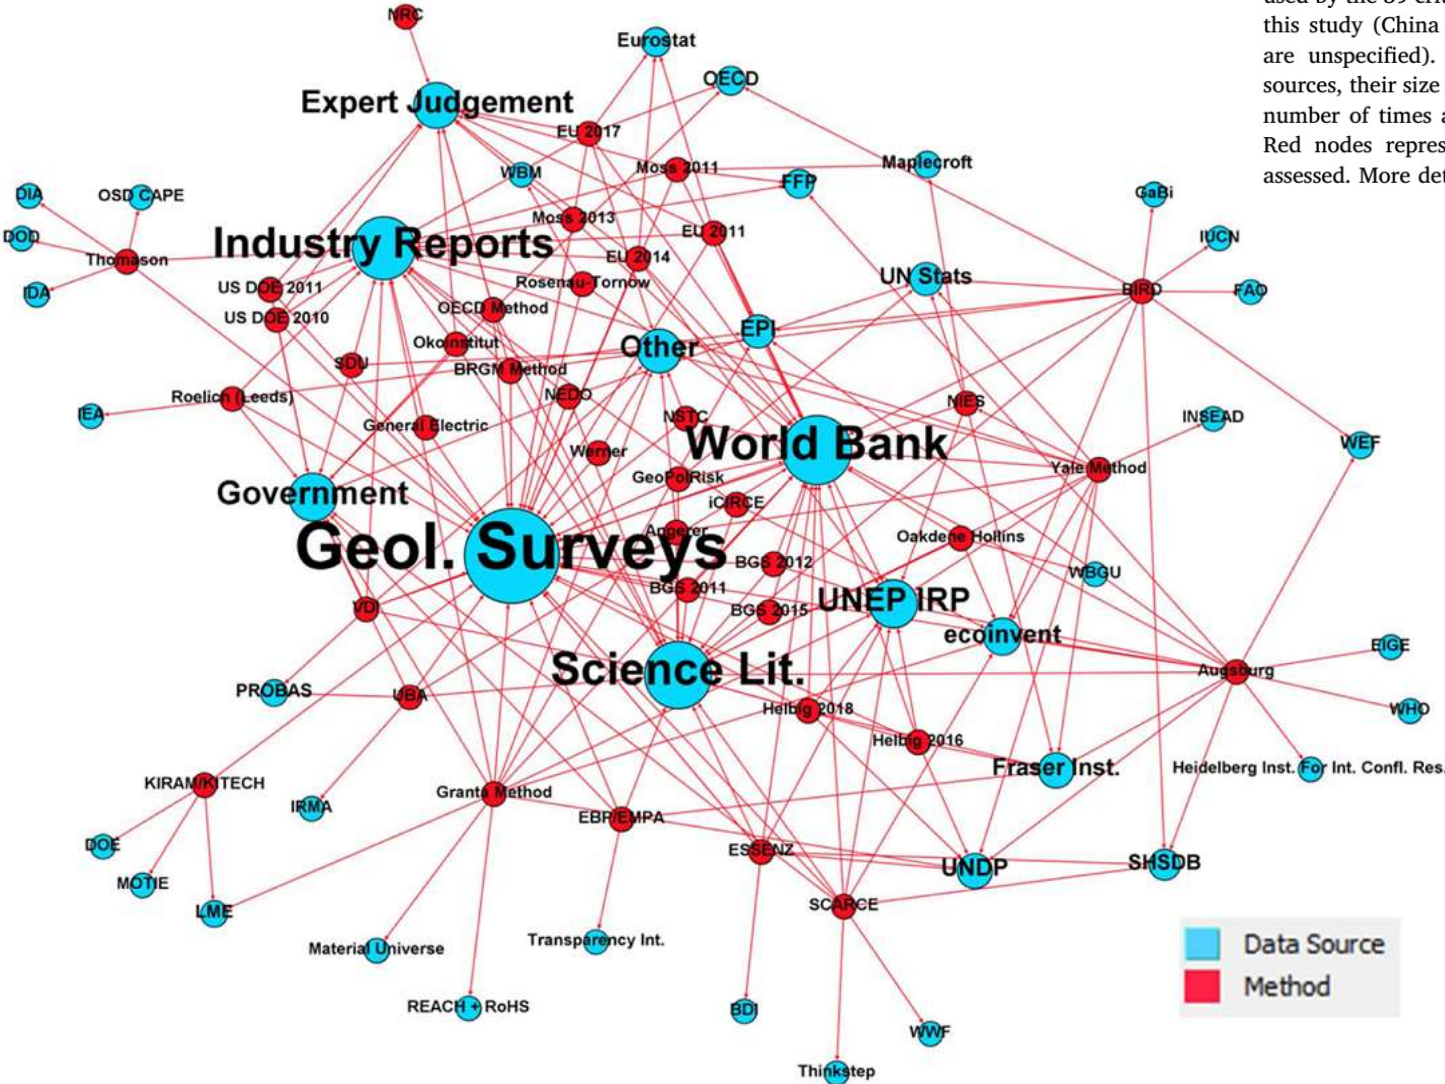 used by the 39 crit
this study (China
are unspecified).
sources, their size
number of times a
Red nodes repres
assessed. More det
NRC
Eurostat
OECD
Expert Judgement
EU 2017
WBM
Moss 2011
Maplecroft
FFP
GaBi
DIA
OSD CAPE
DOD
Thomason
IDA
Industry Reports
Moss 2013
EU 2011
EU 2014
IUCN
US DOE 2011
Rosenau-Tornow
UN Stats
BIRD
FAO
US DOE 2010
OECD Method
Okoinstitut
Other
EPI
SDU
BRGM Method
Roelich (Leeds)
NEDO
NIES
IEA
General Electric
NSTC
INSEAD
World Bank
WEF
Werner
GeoPolRisk
Yale Method
Government
iCIRCE
Geol. Surveys
Angerer
Oakdene Hollins
BGS 2012
WBGU
BGS 2011
VDI
BGS 2015
UNEP IRP
ecoinvent
EIGE
Science Lit.
Augsburg
PROBAS
UBA
Helbig 2018
WHO
Helbig 2016
Fraser Inst.
Heidelberg Inst. For Int. Confl. Res.
KIRAM/KITECH
Granta Method
IRMA
EBP/EMPA
DOE
ESSENZ
UNDP
SHSDB
MOTIE
LME
SCARCE
Material Universe
Transparency Int.
Data Source
Method
REACH + RoHS
BDI
WWF
Thinkstep